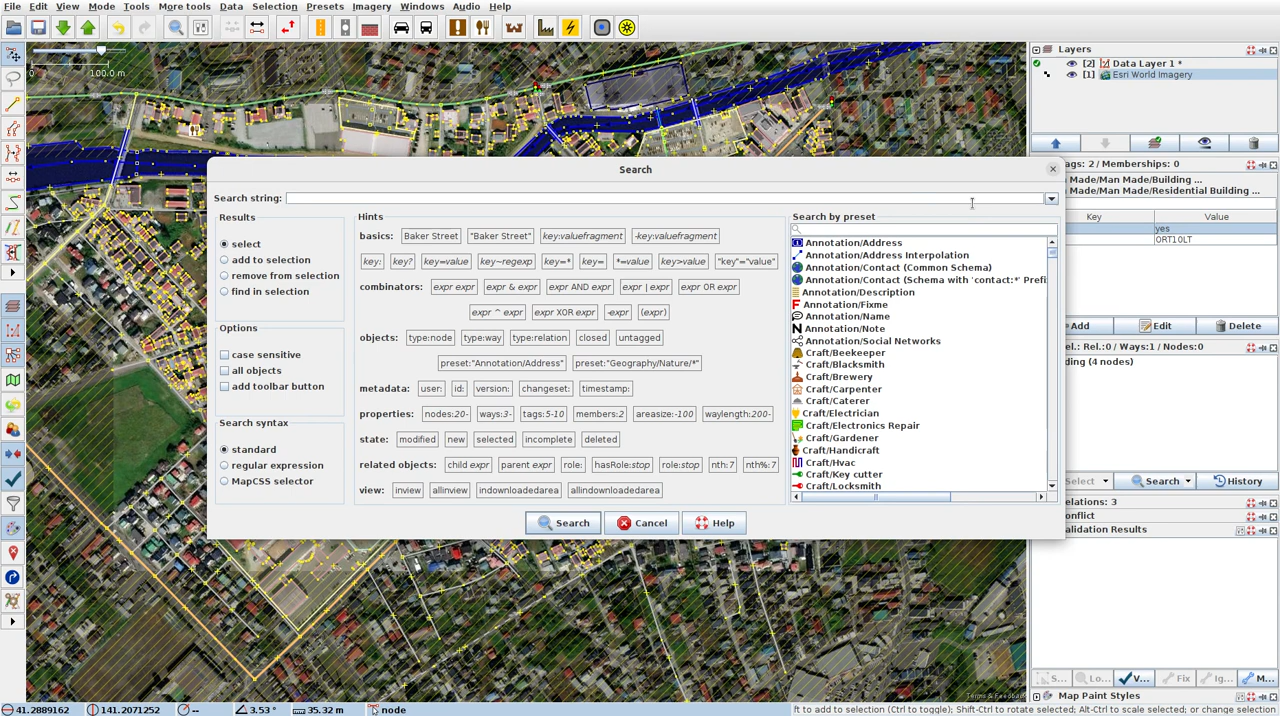 File Edit View Mode Tools More tools Data Selection Presets Imagery Windows Audio Help
0 100.0 m
Layers
[2] Data Layer 1 *
[1] Esri World Imagery
Search
Search string:
Results
select
add to selection
remove from selection
find in selection
Options
case sensitive
all objects
add toolbar button
Search syntax
standard
regular expression
MapCSS selector
Hints
basics: Baker Street "Baker Street" key:valuefragment -key:valuefragment
key: key? key=value key~regexp key=* key= *=value key>value "key"="value"
combinators: expr expr expr & expr expr AND expr expr | expr expr OR expr
expr ^ expr expr XOR expr -expr (expr)
objects: type:node type:way type:relation closed untagged
preset:"Annotation/Address" preset:"Geography/Nature/*"
metadata: user: id: version: changeset: timestamp:
properties: nodes:20- ways:3- tags:5-10 members:2 areasize:-100 waylength:200-
state: modified new selected incomplete deleted
related objects: child expr parent expr role: hasRole:stop role:stop nth:7 nth%:7
view: inview allinview indownloadedarea allindownloadedarea
Search by preset
Annotation/Address
Annotation/Address Interpolation
Annotation/Contact (Common Schema)
Annotation/Contact (Schema with 'contact:*' Prefi
Annotation/Description
Annotation/Fixme
Annotation/Name
Annotation/Note
Annotation/Social Networks
Craft/Beekeeper
Craft/Blacksmith
Craft/Brewery
Craft/Carpenter
Craft/Caterer
Craft/Electrician
Craft/Electronics Repair
Craft/Gardener
Craft/Handicraft
Craft/Hvac
Craft/Key cutter
Craft/Locksmith
Search Cancel Help
ags: 2 / Memberships: 0
Made/Man Made/Building ...
Made/Man Made/Residential Building ...
Key Value
yes
0RT10LT
Add Edit Delete
el.: Rel.:0 / Ways:1 / Nodes:0
ding (4 nodes)
elect Search History
elations: 3
onflict
alidation Results
S... Lo... V... Fix Ig... M...
Map Paint Styles
Terms & Feedback
41.2889162 141.2071252 -- 3.53 ° 35.32 m node
ft to add to selection (Ctrl to toggle); Shift-Ctrl to rotate selected; Alt-Ctrl to scale selected; or change selection